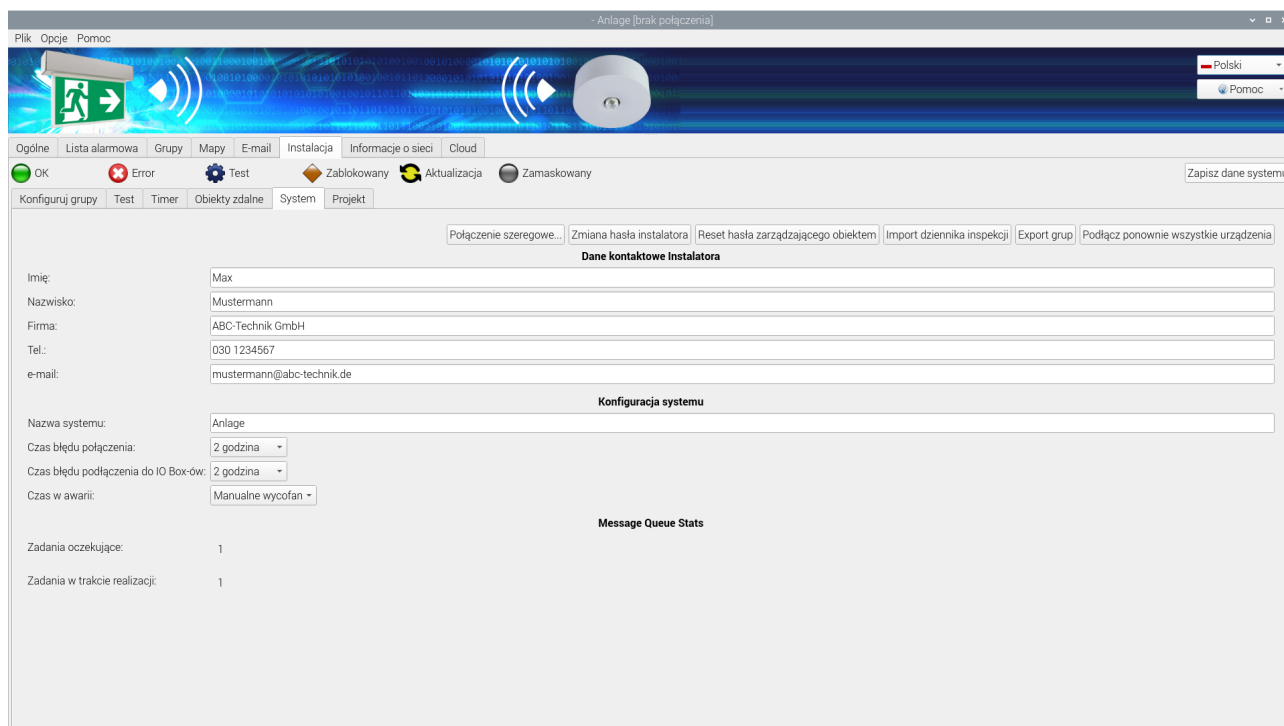 - Anlage [brak połączenia]
Plik Opcje Pomoc
Polski
Pomoc
Ogólne Lista alarmowa Grupy Mapy E-mail Instalacja Informacje o sieci Cloud
OK Error Test Zablokowany Aktualizacja Zamaskowany Zapisz dane systemu
Konfiguruj grupy Test Timer Obiekty zdalne System Projekt
Połączenie szeregowe... Zmiana hasła instalatora Reset hasła zarządzającego obiektem Import dziennika inspekcji Export grup Podłącz ponownie wszystkie urządzenia
Dane kontaktowe Instalatora
Imię: Max
Nazwisko: Mustermann
Firma: ABC-Technik GmbH
Tel.: 030 1234567
e-mail: mustermann@abc-technik.de
Konfiguracja systemu
Nazwa systemu: Anlage
Czas błędu połączenia: 2 godzina
Czas błędu podłączenia do IO Box-ów: 2 godzina
Czas w awarii: Manualne wycofan
Message Queue Stats
Zadania oczekujące: 1
Zadania w trakcie realizacji: 1